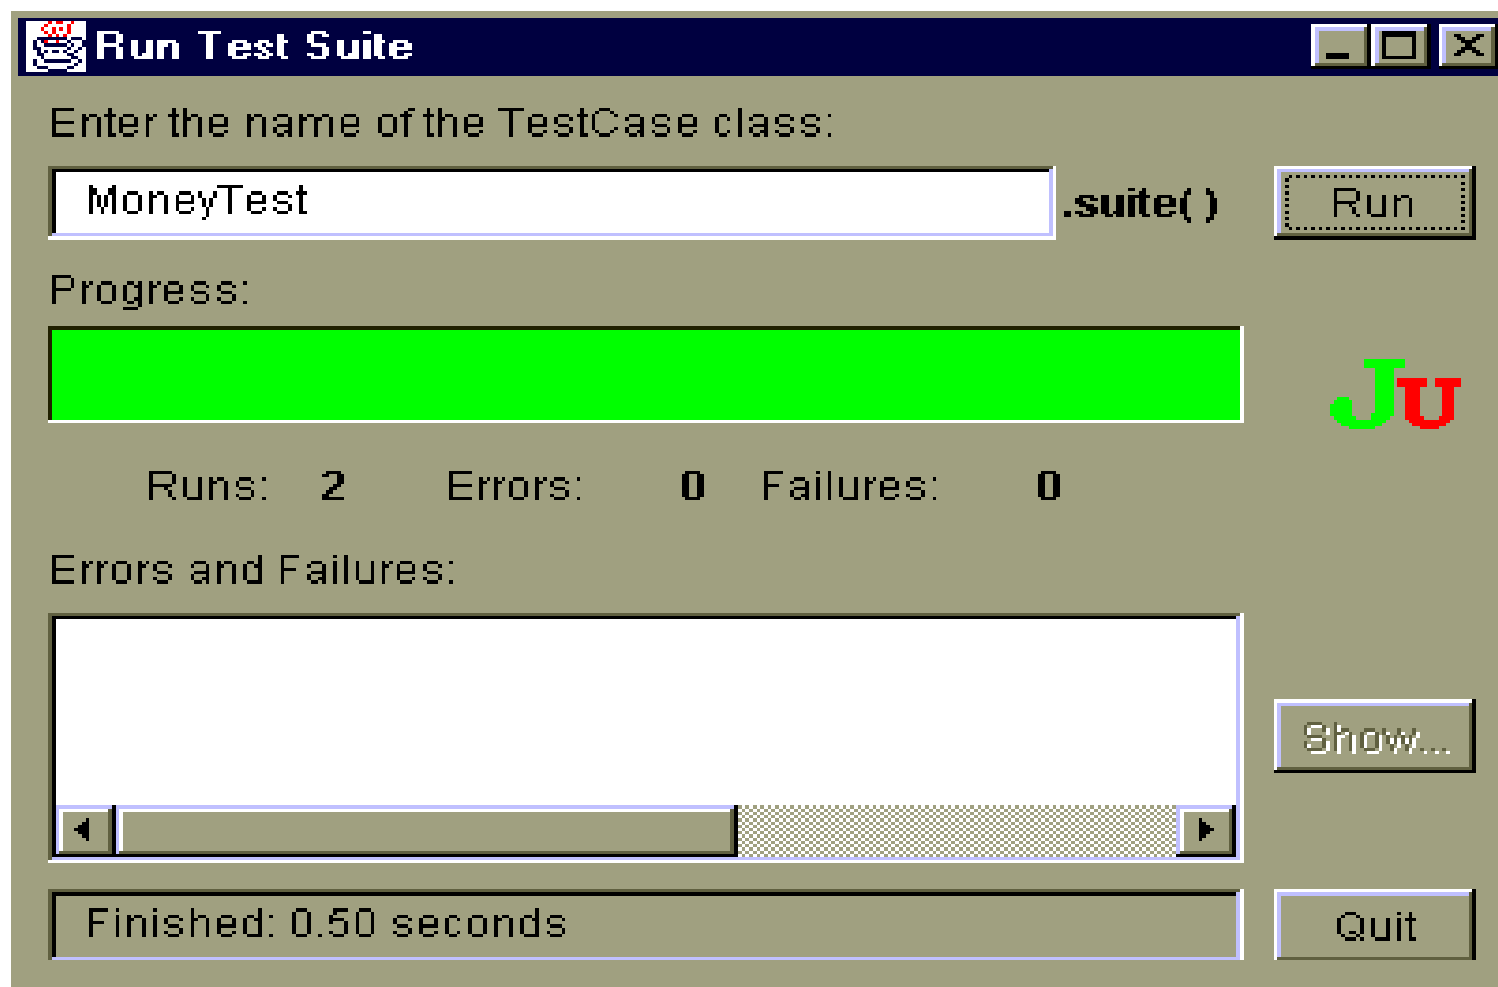 Run Test Suite
Enter the name of the TestCase class:
MoneyTest .suite( ) Run
Progress:
JU
Runs: 2 Errors: 0 Failures: 0
Errors and Failures:
Show...
Finished: 0.50 seconds Quit